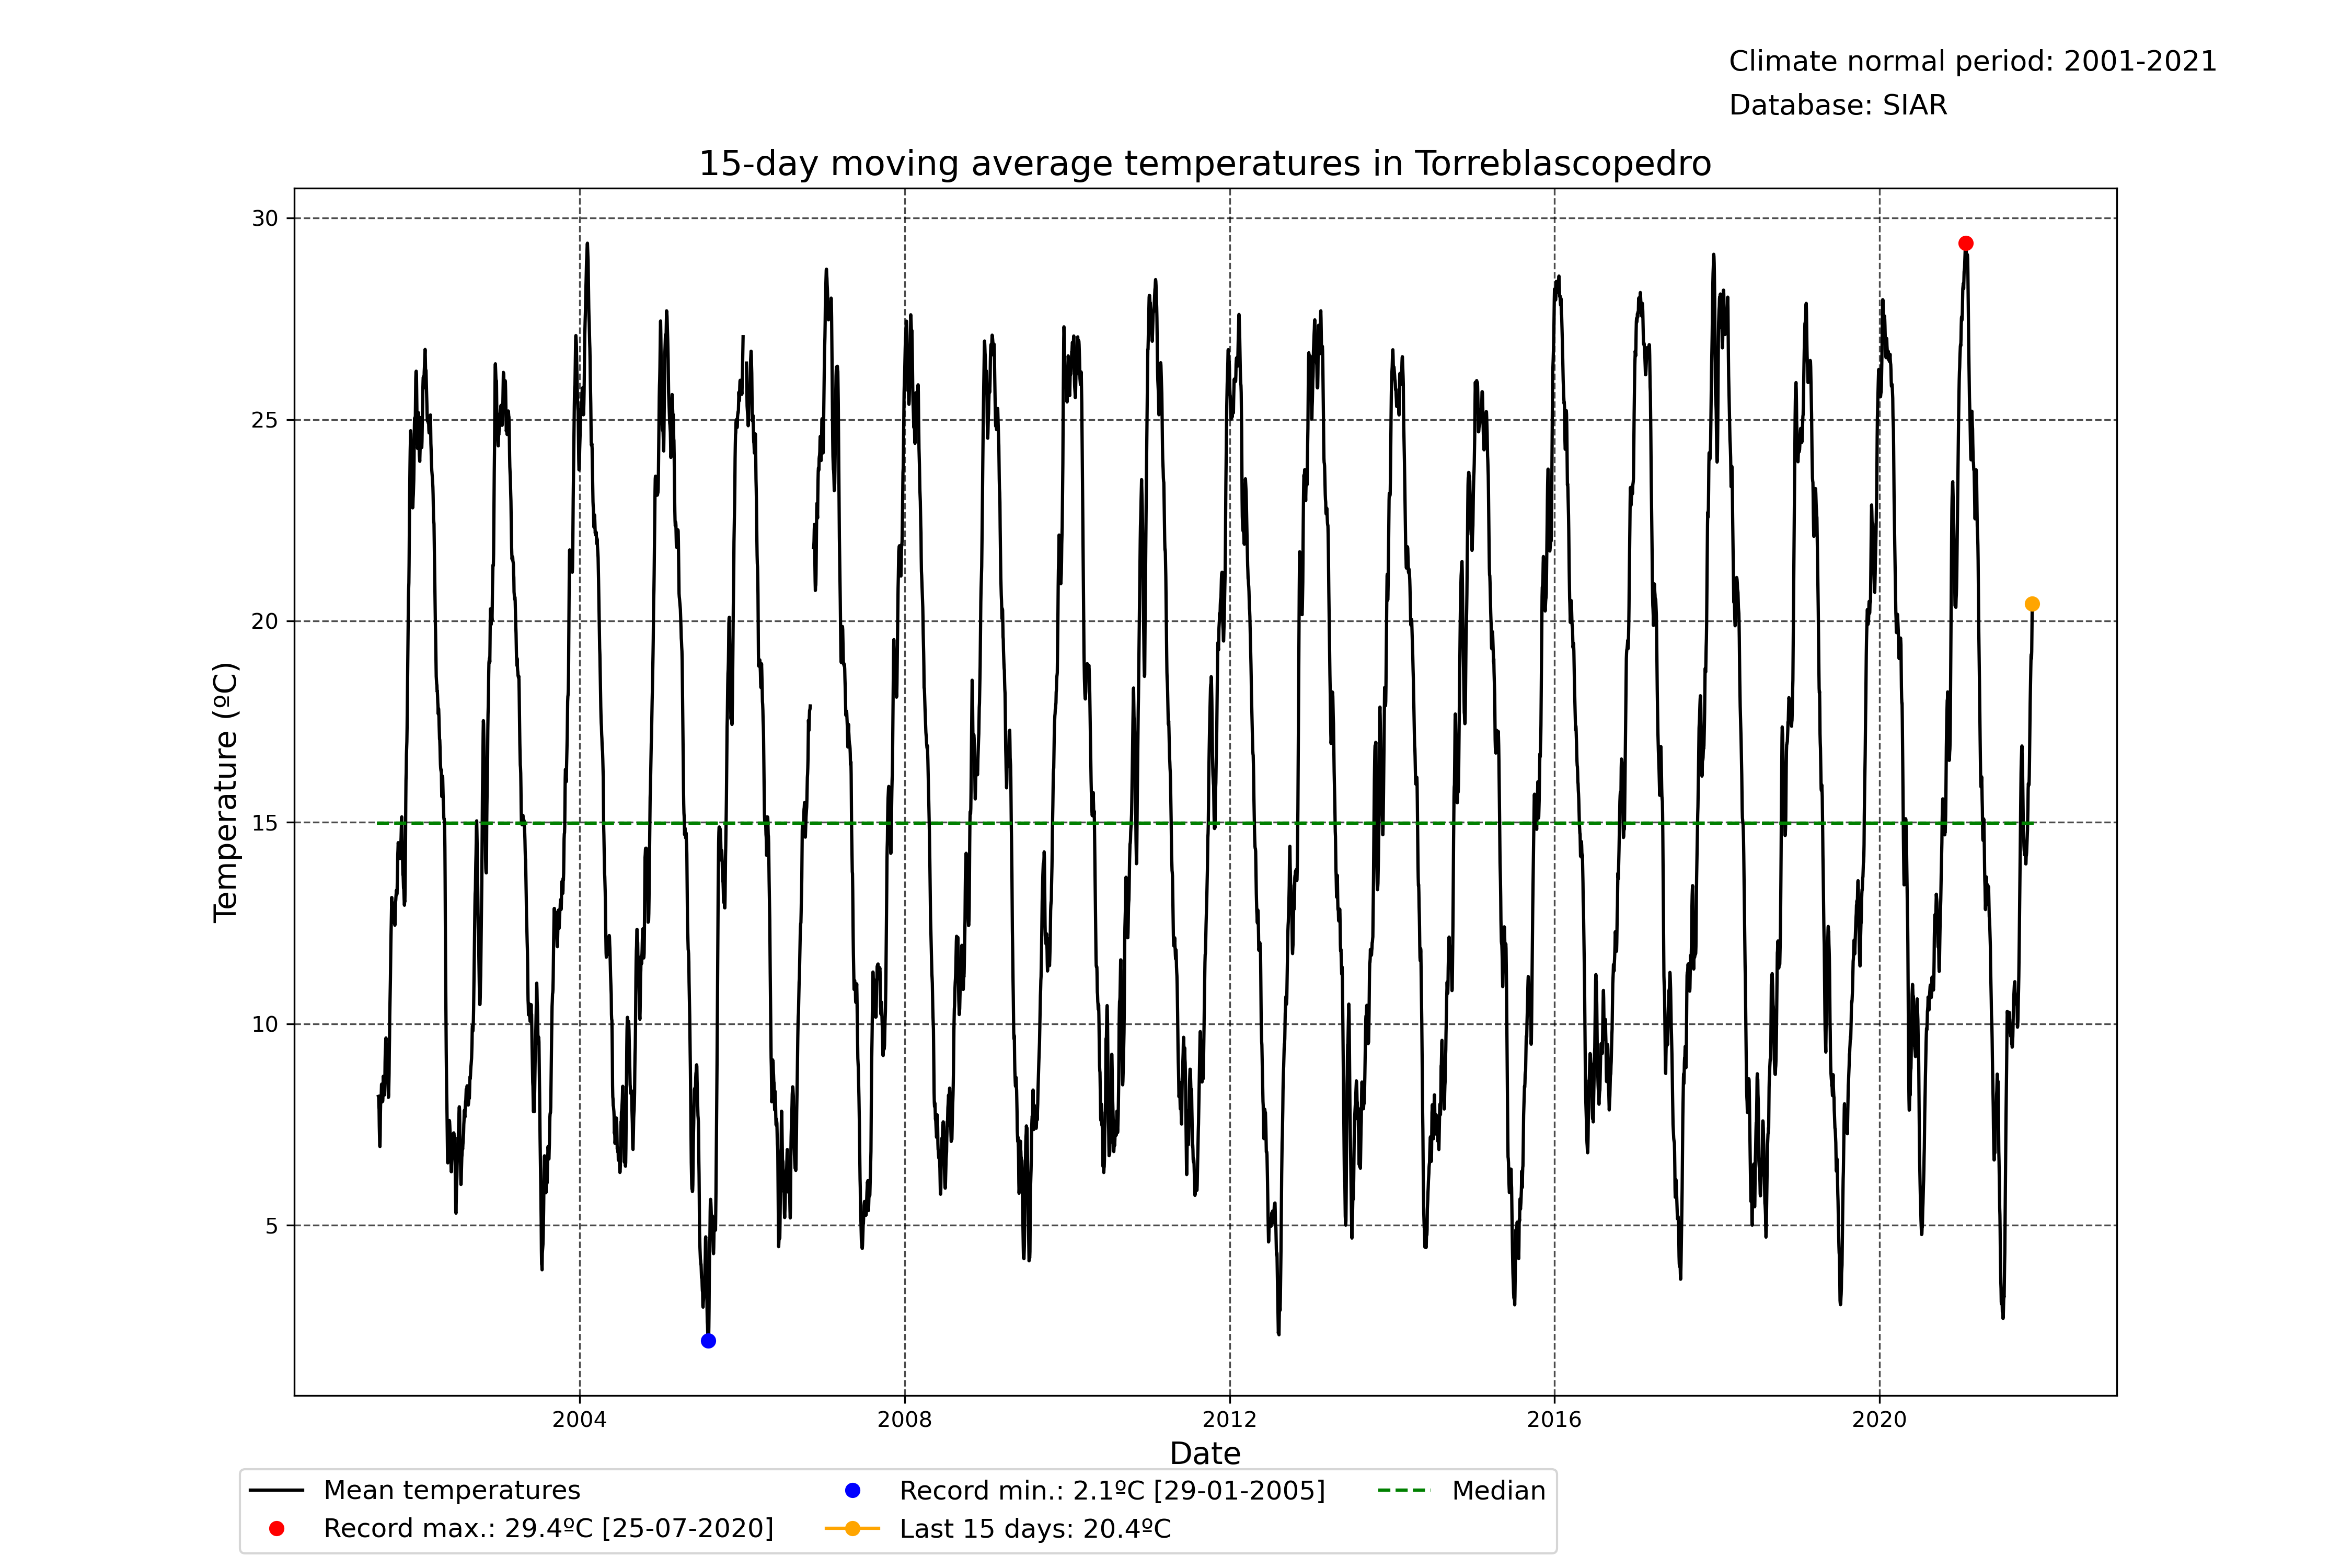 Climate normal period: 2001-2021
Database: SIAR
15-day moving average temperatures in Torreblascopedro
30
25
20
15
10
5
Temperature (ºC)
2004 2008 2012 2016 2020
Date
Mean temperatures
Record max.: 29.4ºC [25-07-2020]
Record min.: 2.1ºC [29-01-2005]
Last 15 days: 20.4ºC
Median